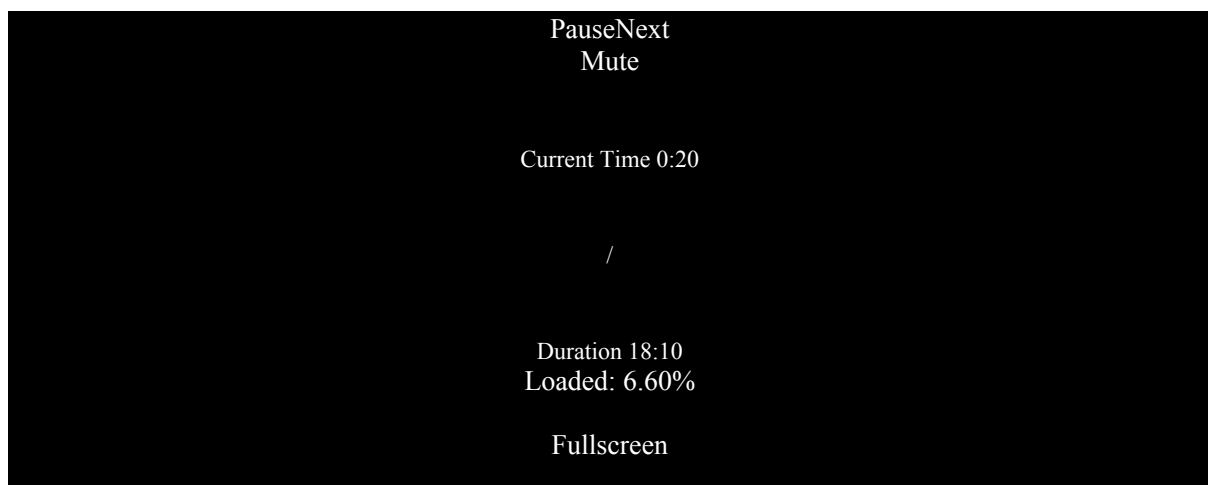 PauseNext
Mute
Current Time 0:20
/
Duration 18:10
Loaded: 6.60%
Fullscreen